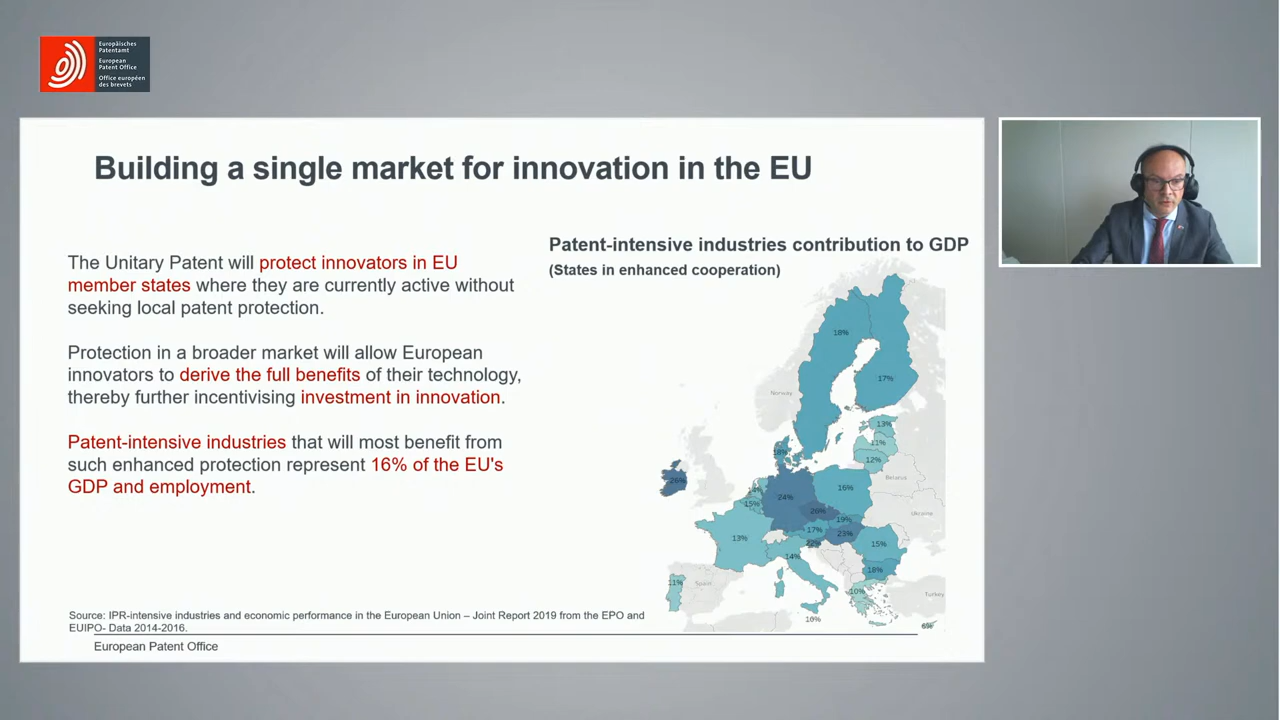 Europäisches
Patentamt
European
Patent Office
Office européen
des brevets
Building a single market for innovation in the EU
The Unitary Patent will protect innovators in EU
member states where they are currently active without
seeking local patent protection.
Protection in a broader market will allow European
innovators to derive the full benefits of their technology,
thereby further incentivising investment in innovation.
Patent-intensive industries that will most benefit from
such enhanced protection represent 16% of the EU's
GDP and employment.
Patent-intensive industries contribution to GDP
(States in enhanced cooperation)
18%
17%
Norway
13%
11%
12%
18%
26%
Belarus
16%
24%
15%
26%
Ukraine
19%
17%
23%
13%
22%
15%
14%
18%
11%
Spain
10%
Turkey
10%
6%
Source: IPR-intensive industries and economic performance in the European Union – Joint Report 2019 from the EPO and
EUIPO- Data 2014-2016.
European Patent Office